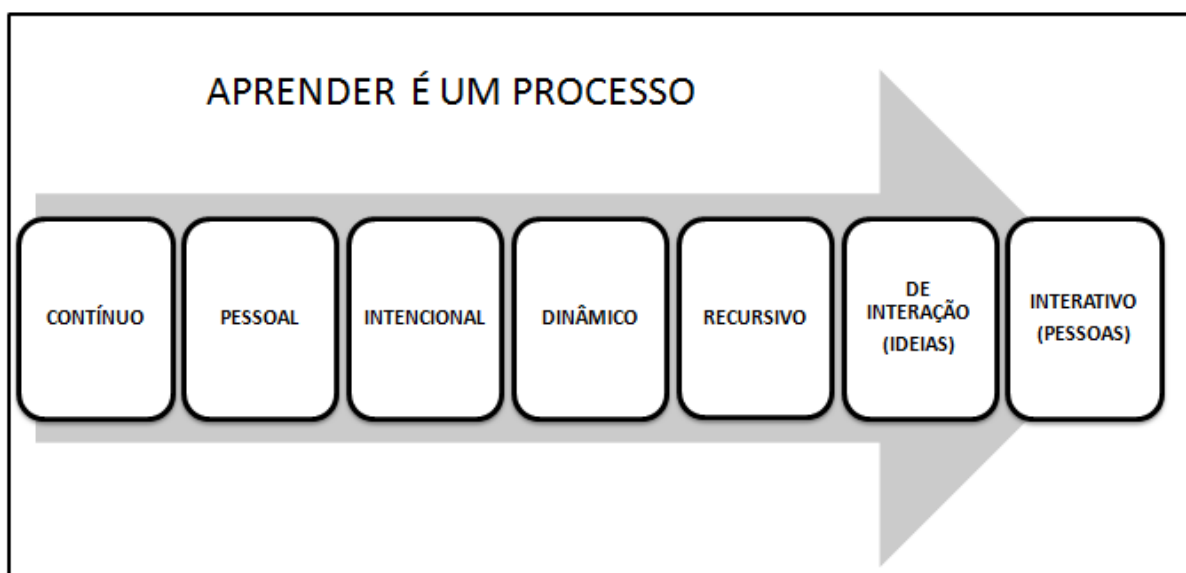 APRENDER É UM PROCESSO
CONTÍNUO
PESSOAL
INTENCIONAL
DINÂMICO
RECURSIVO
DE
INTERAÇÃO
(IDEIAS)
INTERATIVO
(PESSOAS)